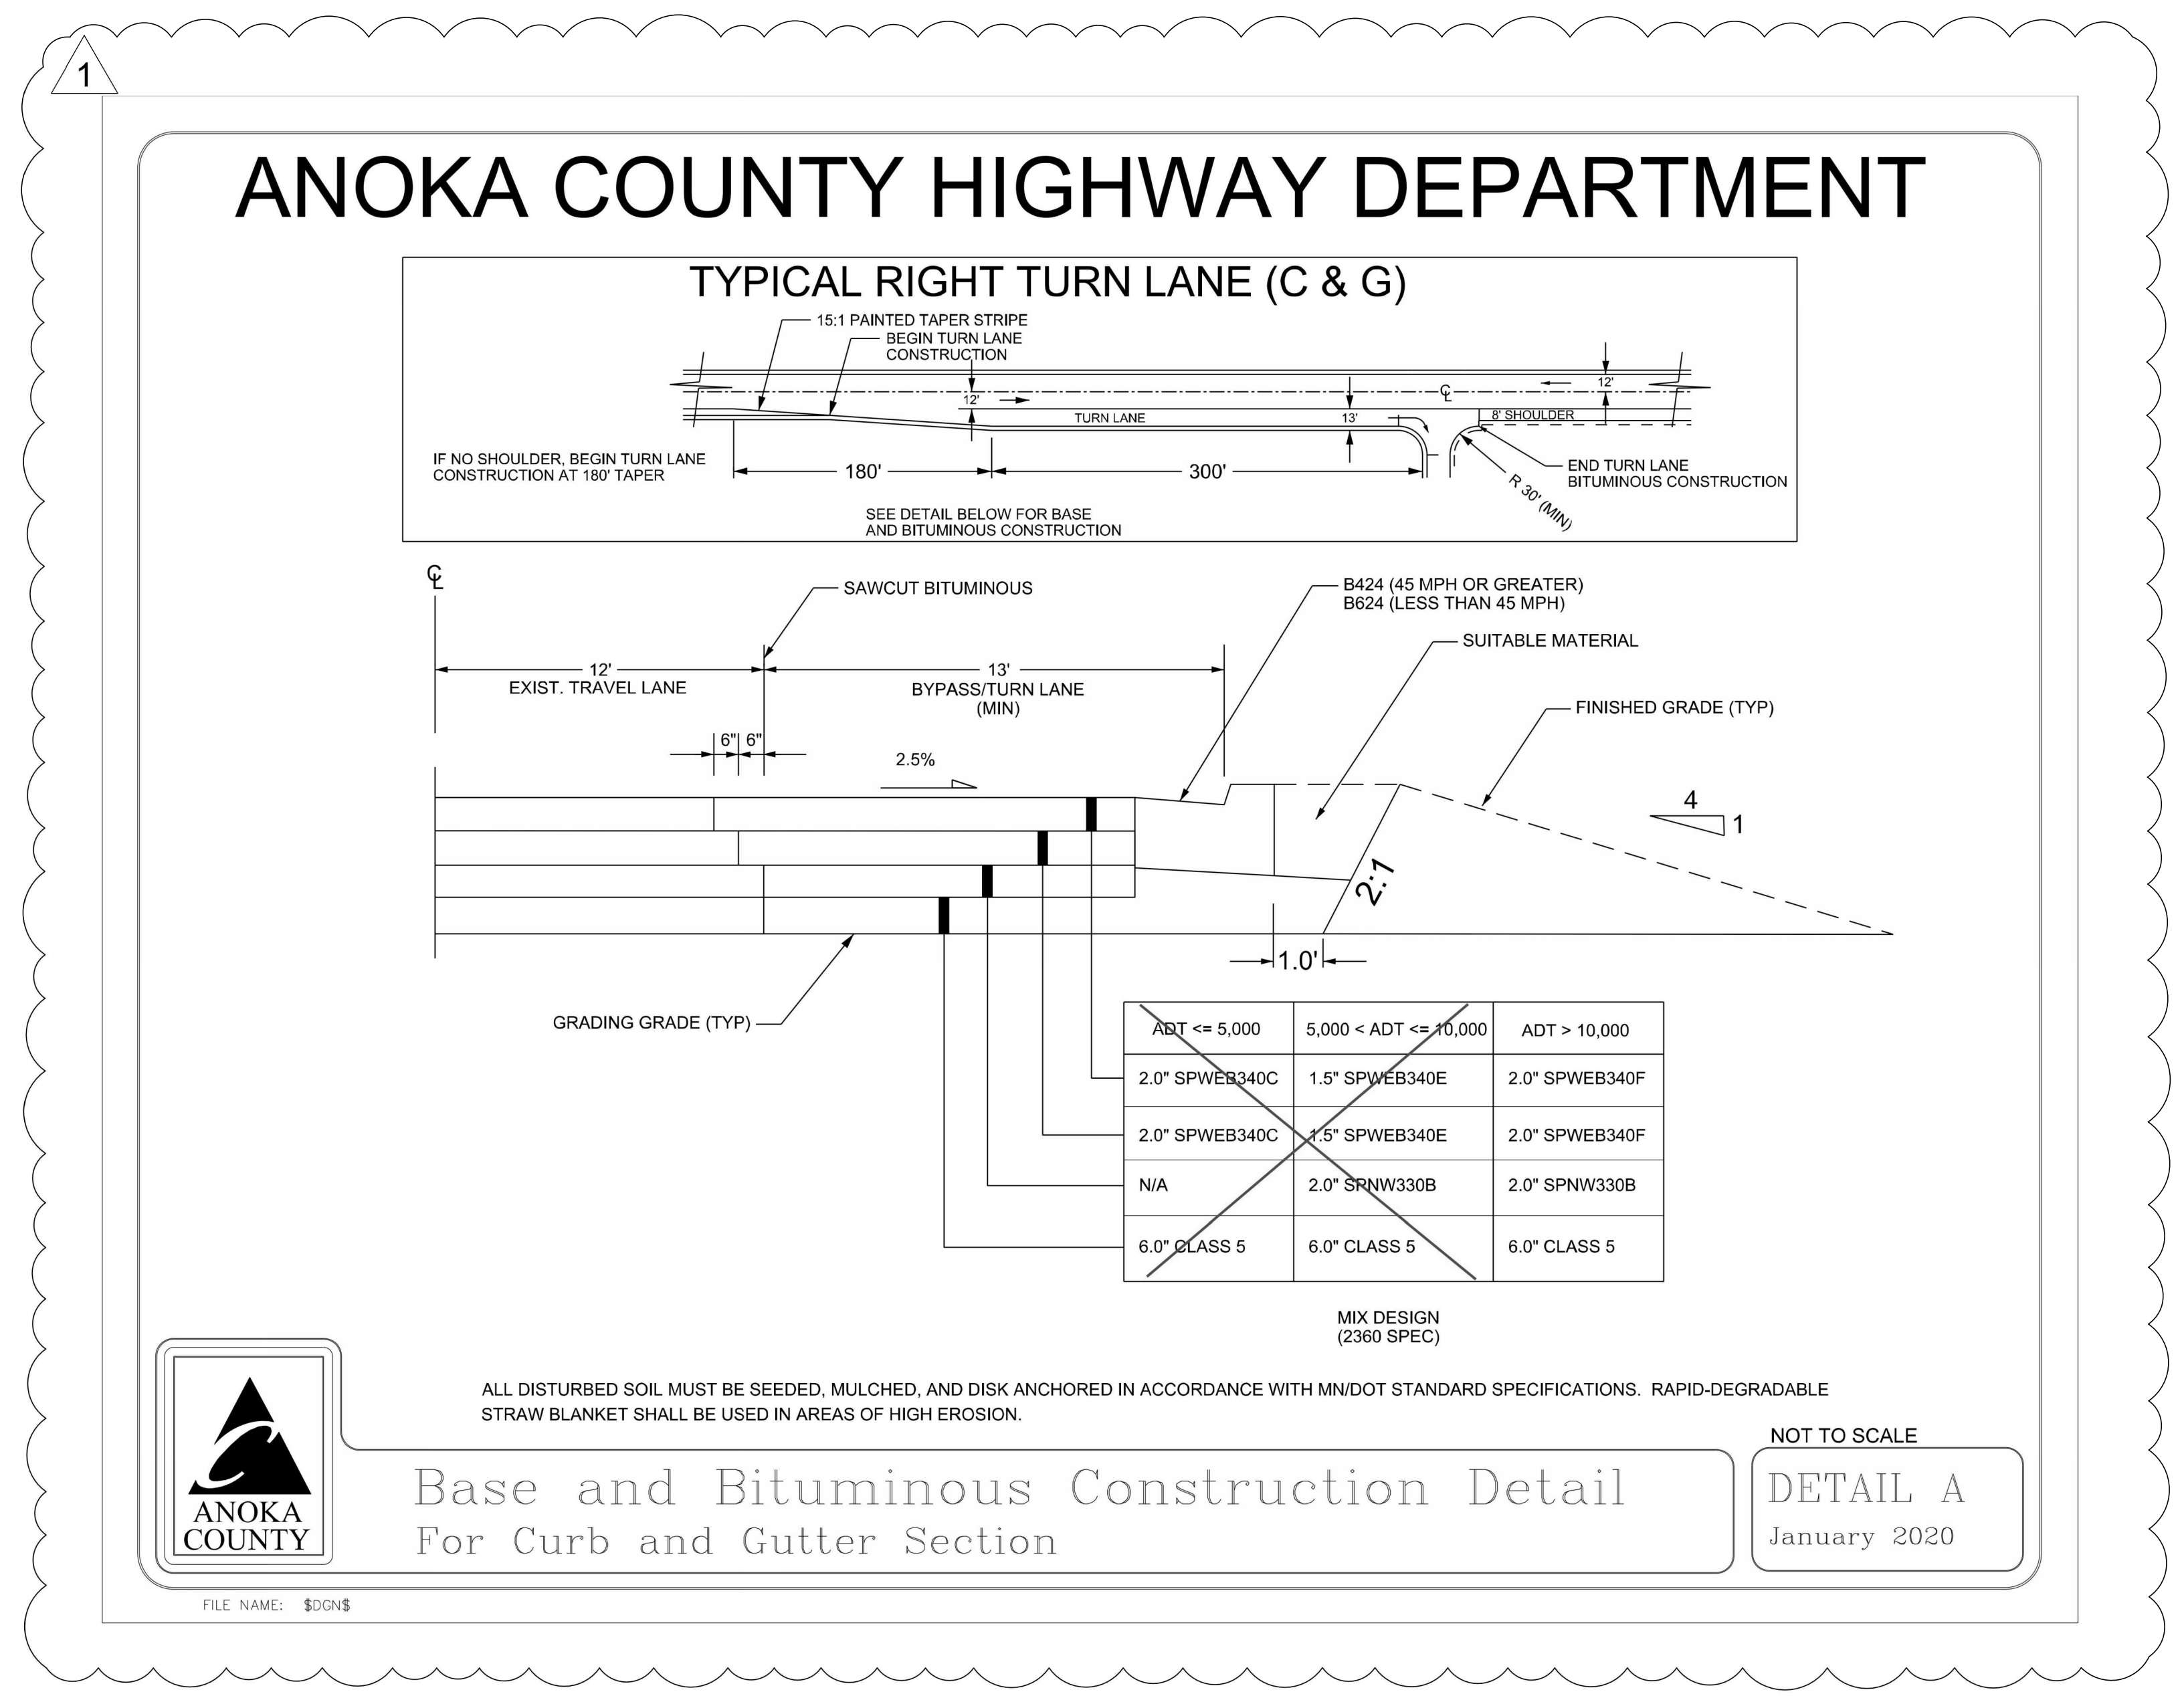 1
ANOKA COUNTY HIGHWAY DEPARTMENT
TYPICAL RIGHT TURN LANE (C & G)
15:1 PAINTED TAPER STRIPE
BEGIN TURN LANE
CONSTRUCTION
12'
12'
℄
TURN LANE
13'
8' SHOULDER
IF NO SHOULDER, BEGIN TURN LANE
CONSTRUCTION AT 180' TAPER
180'
300'
R 30' (MIN)
END TURN LANE
BITUMINOUS CONSTRUCTION
SEE DETAIL BELOW FOR BASE
AND BITUMINOUS CONSTRUCTION
℄
SAWCUT BITUMINOUS
B424 (45 MPH OR GREATER)
B624 (LESS THAN 45 MPH)
SUITABLE MATERIAL
12'
EXIST. TRAVEL LANE
13'
BYPASS/TURN LANE
(MIN)
FINISHED GRADE (TYP)
6" 6"
2.5%
4
1
2:1
1.0'
GRADING GRADE (TYP)
ADT <= 5,000 5,000 < ADT <= 10,000 ADT > 10,000
2.0" SPWEB340C 1.5" SPWEB340E 2.0" SPWEB340F
2.0" SPWEB340C 1.5" SPWEB340E 2.0" SPWEB340F
N/A 2.0" SPNW330B 2.0" SPNW330B
6.0" CLASS 5 6.0" CLASS 5 6.0" CLASS 5
MIX DESIGN
(2360 SPEC)
ALL DISTURBED SOIL MUST BE SEEDED, MULCHED, AND DISK ANCHORED IN ACCORDANCE WITH MN/DOT STANDARD SPECIFICATIONS. RAPID-DEGRADABLE
STRAW BLANKET SHALL BE USED IN AREAS OF HIGH EROSION.
NOT TO SCALE
ANOKA
COUNTY
Base and Bituminous Construction Detail
For Curb and Gutter Section
DETAIL A
January 2020
FILE NAME: $DGN$